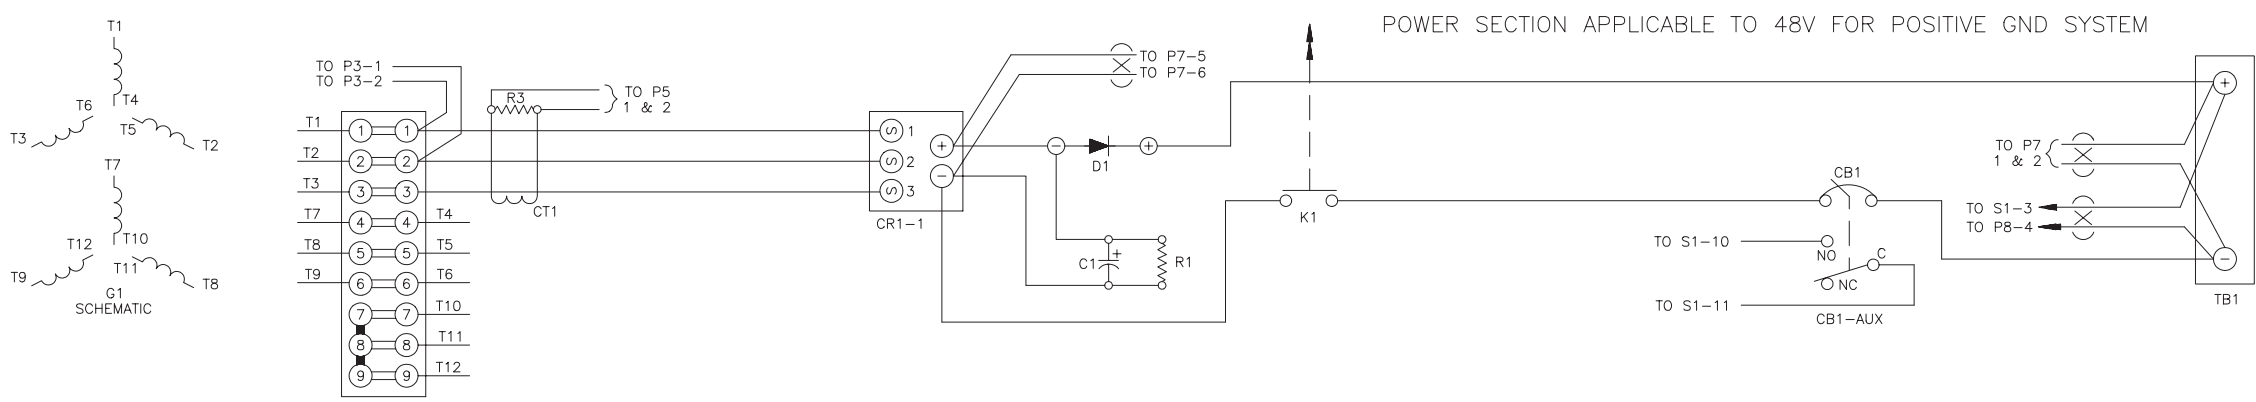 POWER SECTION APPLICABLE TO 48V FOR POSITIVE GND SYSTEM
T1
T6
T4
T3
T5
T2
T7
T12
T10
T9
T11
T8
G1
SCHEMATIC
TO P3-1
TO P3-2
T1 1 1
T2 2 2
T3 3 3
T7 4 4 T4
T8 5 5 T5
T9 6 6 T6
7 7 T10
8 8 T11
9 9 T12
R3
TO P5
1 & 2
CT1
S 1
S 2
S 3
+
−
CR1-1
TO P7-5
TO P7-6
− +
D1
C1 + R1
K1
CB1
TO S1-10
NO
C
NC
TO S1-11
CB1-AUX
TO P7
1 & 2
TO S1-3
TO P8-4
+
−
TB1